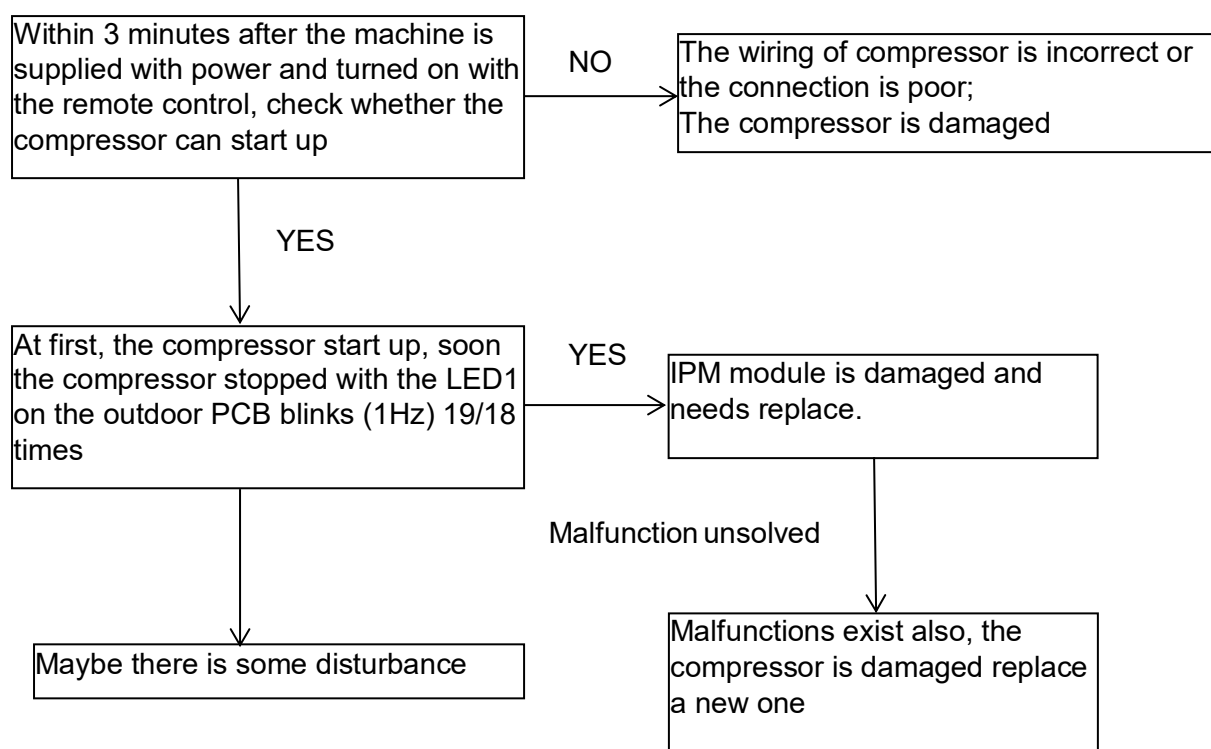 Within 3 minutes after the machine is
supplied with power and turned on with
the remote control, check whether the
compressor can start up
NO
The wiring of compressor is incorrect or
the connection is poor;
The compressor is damaged
YES
At first, the compressor start up, soon
the compressor stopped with the LED1
on the outdoor PCB blinks (1Hz) 19/18
times
YES
IPM module is damaged and
needs replace.
Malfunction unsolved
Maybe there is some disturbance
Malfunctions exist also, the
compressor is damaged replace
a new one